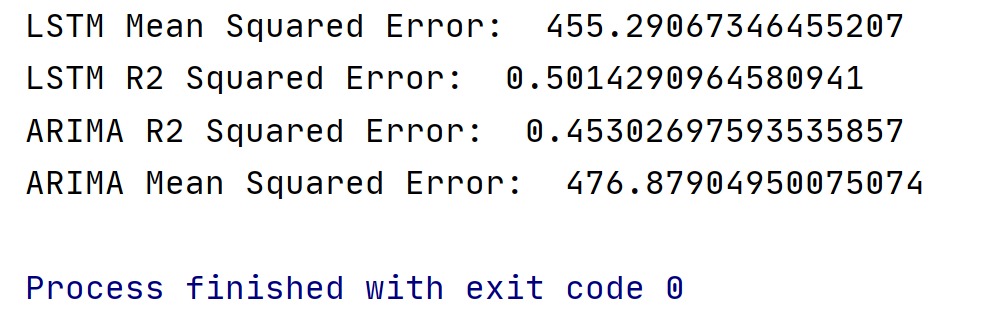 LSTM Mean Squared Error:  455.29067346455207
LSTM R2 Squared Error:  0.5014290964580941
ARIMA R2 Squared Error:  0.45302697593535857
ARIMA Mean Squared Error:  476.87904950075074
Process finished with exit code 0